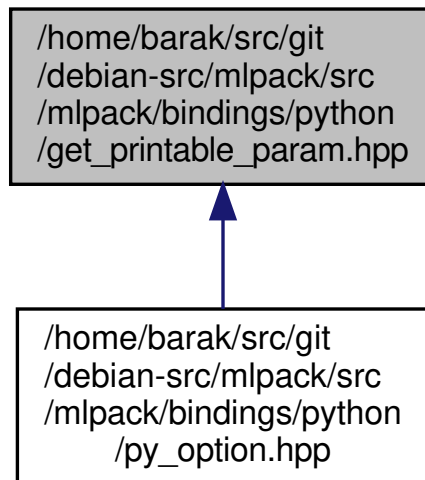 /home/barak/src/git
/debian-src/mlpack/src
/mlpack/bindings/python
/get_printable_param.hpp
/home/barak/src/git
/debian-src/mlpack/src
/mlpack/bindings/python
/py_option.hpp